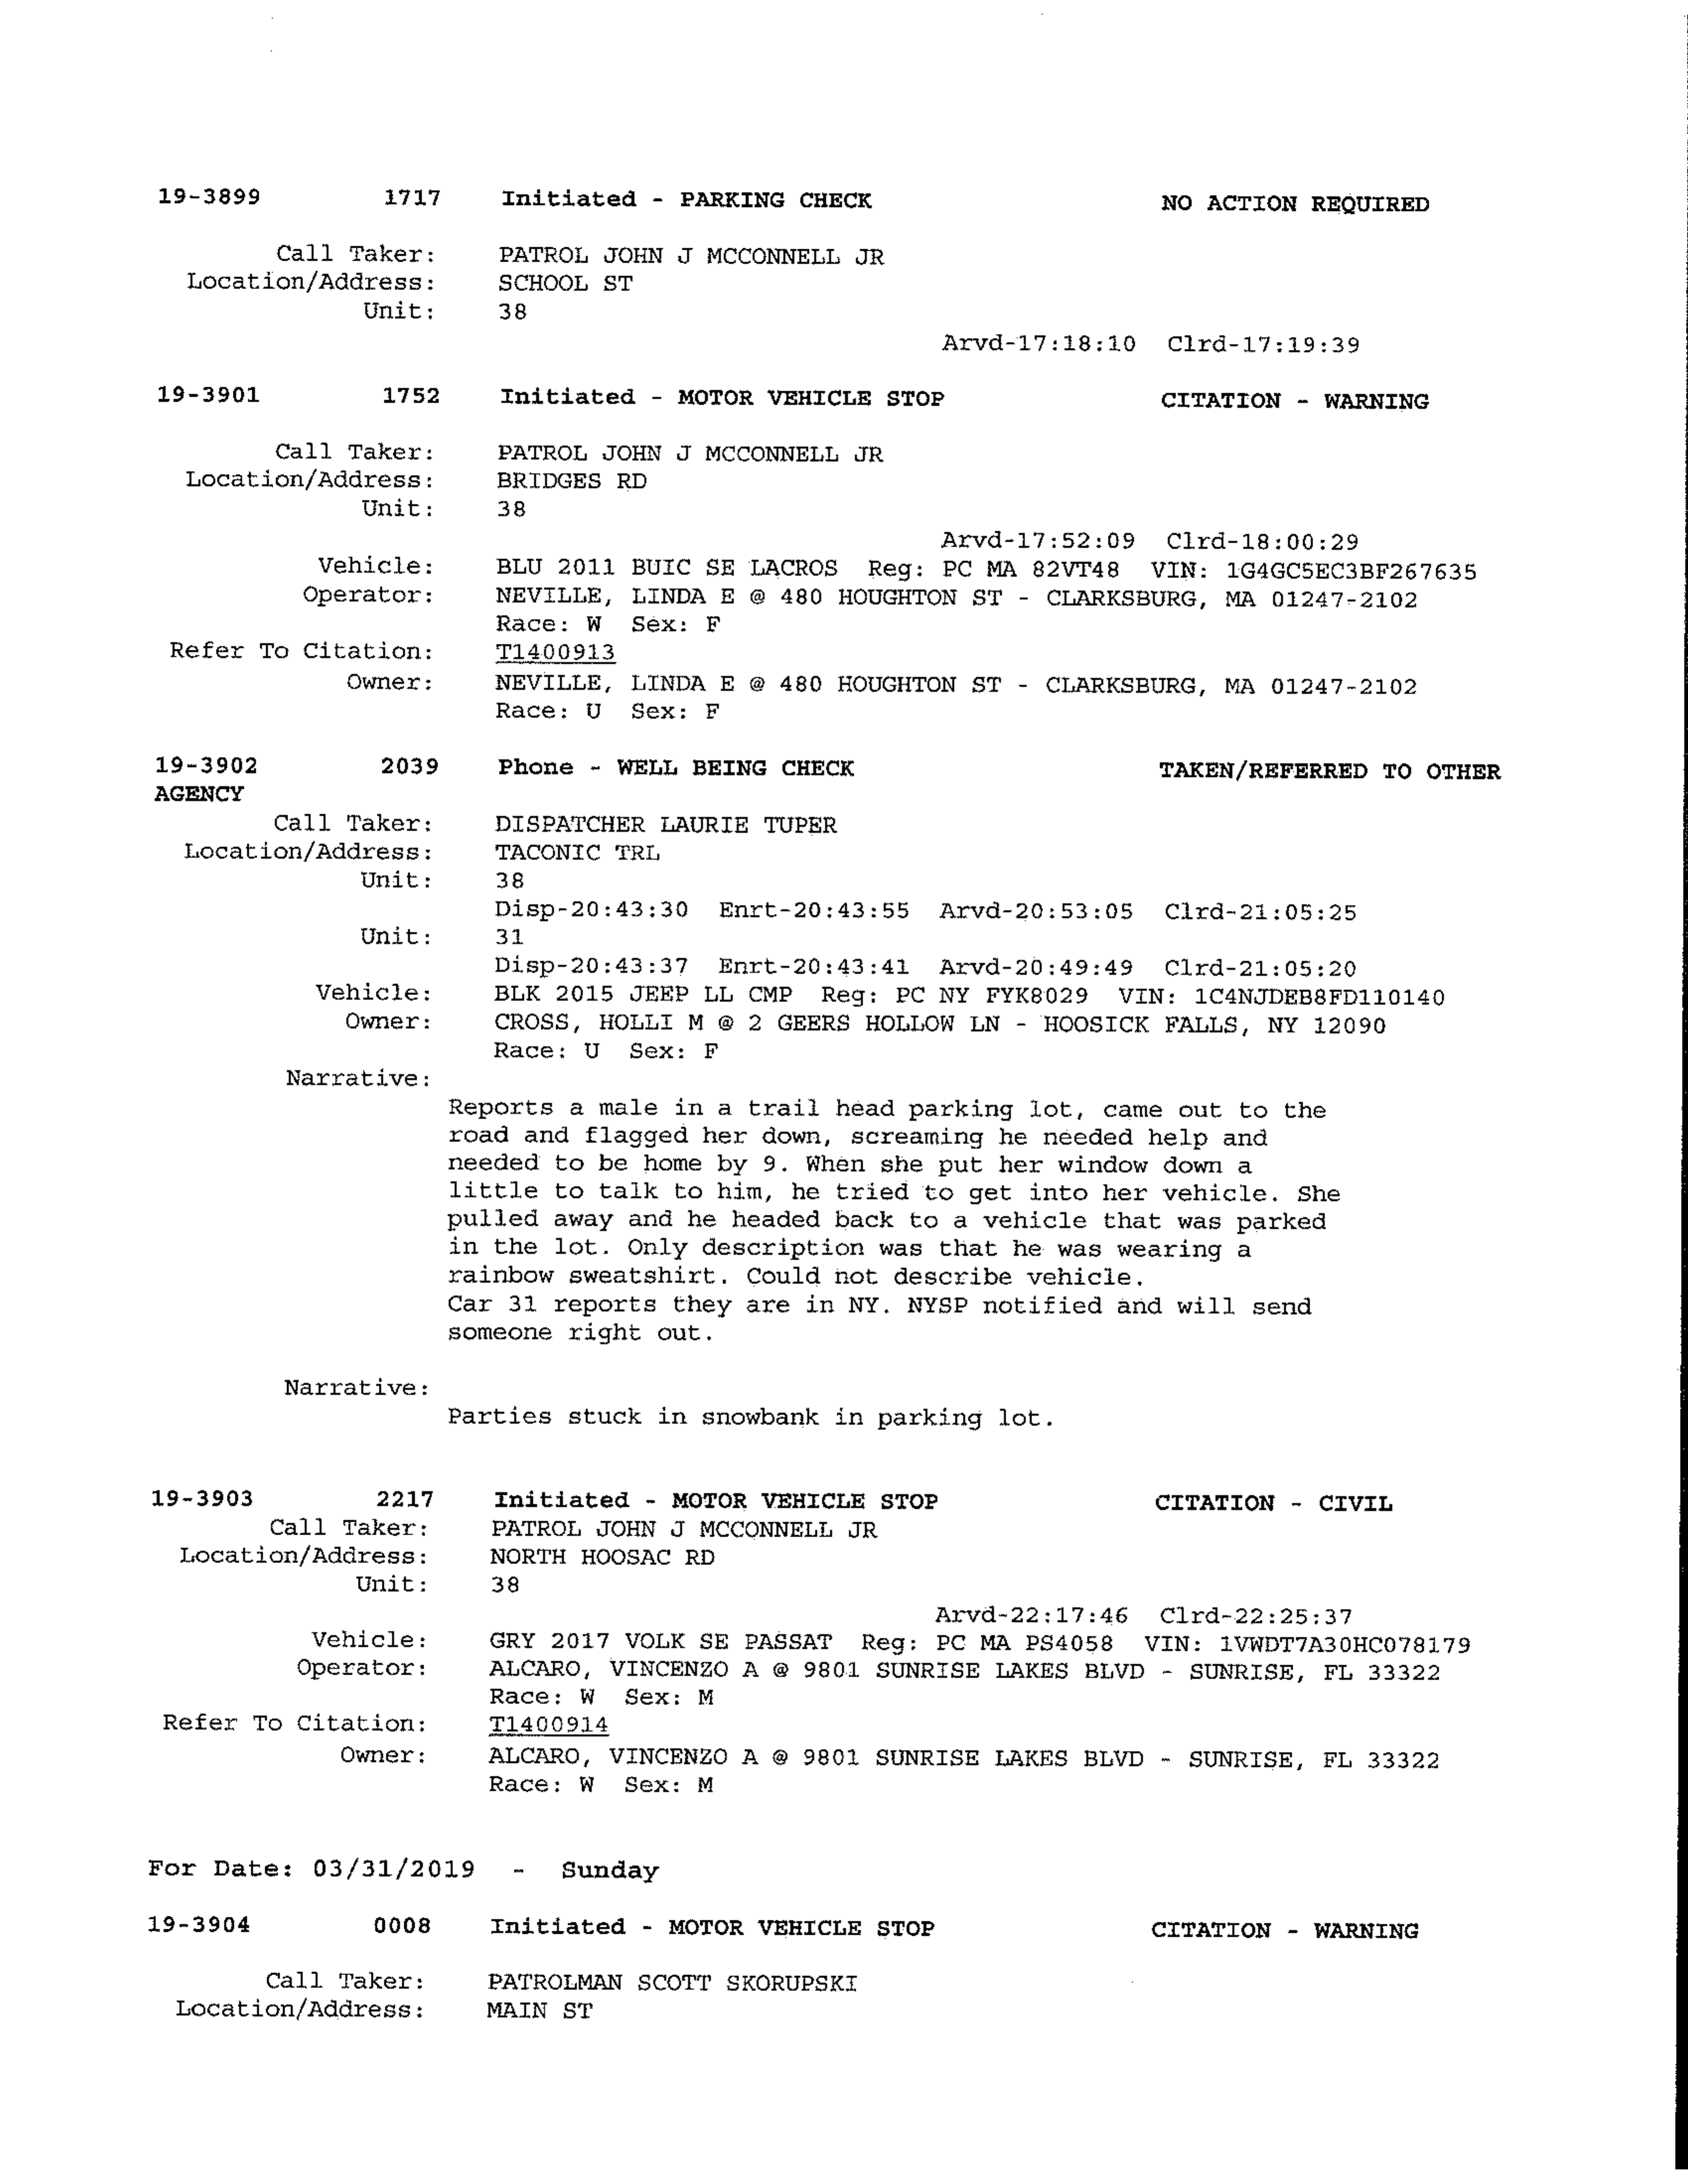 19-3899 1717 Initiated - PARKING CHECK NO ACTION REQUIRED
Call Taker: PATROL JOHN J MCCONNELL JR
Location/Address: SCHOOL ST
Unit: 38
Arvd-17:18:10 Clrd-17:19:39
19-3901 1752 Initiated - MOTOR VEHICLE STOP CITATION - WARNING
Call Taker: PATROL JOHN J MCCONNELL JR
Location/Address: BRIDGES RD
Unit: 38
Arvd-17:52:09 Clrd-18:00:29
Vehicle: BLU 2011 BUIC SE LACROS Reg: PC MA 82VT48 VIN: 1G4GC5EC3BF267635
Operator: NEVILLE, LINDA E @ 480 HOUGHTON ST - CLARKSBURG, MA 01247-2102
Race: W Sex: F
Refer To Citation: T1400913
Owner: NEVILLE, LINDA E @ 480 HOUGHTON ST - CLARKSBURG, MA 01247-2102
Race: U Sex: F
19-3902 2039 Phone - WELL BEING CHECK TAKEN/REFERRED TO OTHER
AGENCY
Call Taker: DISPATCHER LAURIE TUPER
Location/Address: TACONIC TRL
Unit: 38
Disp-20:43:30 Enrt-20:43:55 Arvd-20:53:05 Clrd-21:05:25
Unit: 31
Disp-20:43:37 Enrt-20:43:41 Arvd-20:49:49 Clrd-21:05:20
Vehicle: BLK 2015 JEEP LL CMP Reg: PC NY FYK8029 VIN: 1C4NJDEB8FD110140
Owner: CROSS, HOLLI M @ 2 GEERS HOLLOW LN - HOOSICK FALLS, NY 12090
Race: U Sex: F
Narrative:
Reports a male in a trail head parking lot, came out to the
road and flagged her down, screaming he needed help and
needed to be home by 9. When she put her window down a
little to talk to him, he tried to get into her vehicle. She
pulled away and he headed back to a vehicle that was parked
in the lot. Only description was that he was wearing a
rainbow sweatshirt. Could not describe vehicle.
Car 31 reports they are in NY. NYSP notified and will send
someone right out.
Narrative:
Parties stuck in snowbank in parking lot.
19-3903 2217 Initiated - MOTOR VEHICLE STOP CITATION - CIVIL
Call Taker: PATROL JOHN J MCCONNELL JR
Location/Address: NORTH HOOSAC RD
Unit: 38
Arvd-22:17:46 Clrd-22:25:37
Vehicle: GRY 2017 VOLK SE PASSAT Reg: PC MA PS4058 VIN: 1VWDT7A30HC078179
Operator: ALCARO, VINCENZO A @ 9801 SUNRISE LAKES BLVD - SUNRISE, FL 33322
Race: W Sex: M
Refer To Citation: T1400914
Owner: ALCARO, VINCENZO A @ 9801 SUNRISE LAKES BLVD - SUNRISE, FL 33322
Race: W Sex: M
For Date: 03/31/2019 - Sunday
19-3904 0008 Initiated - MOTOR VEHICLE STOP CITATION - WARNING
Call Taker: PATROLMAN SCOTT SKORUPSKI
Location/Address: MAIN ST